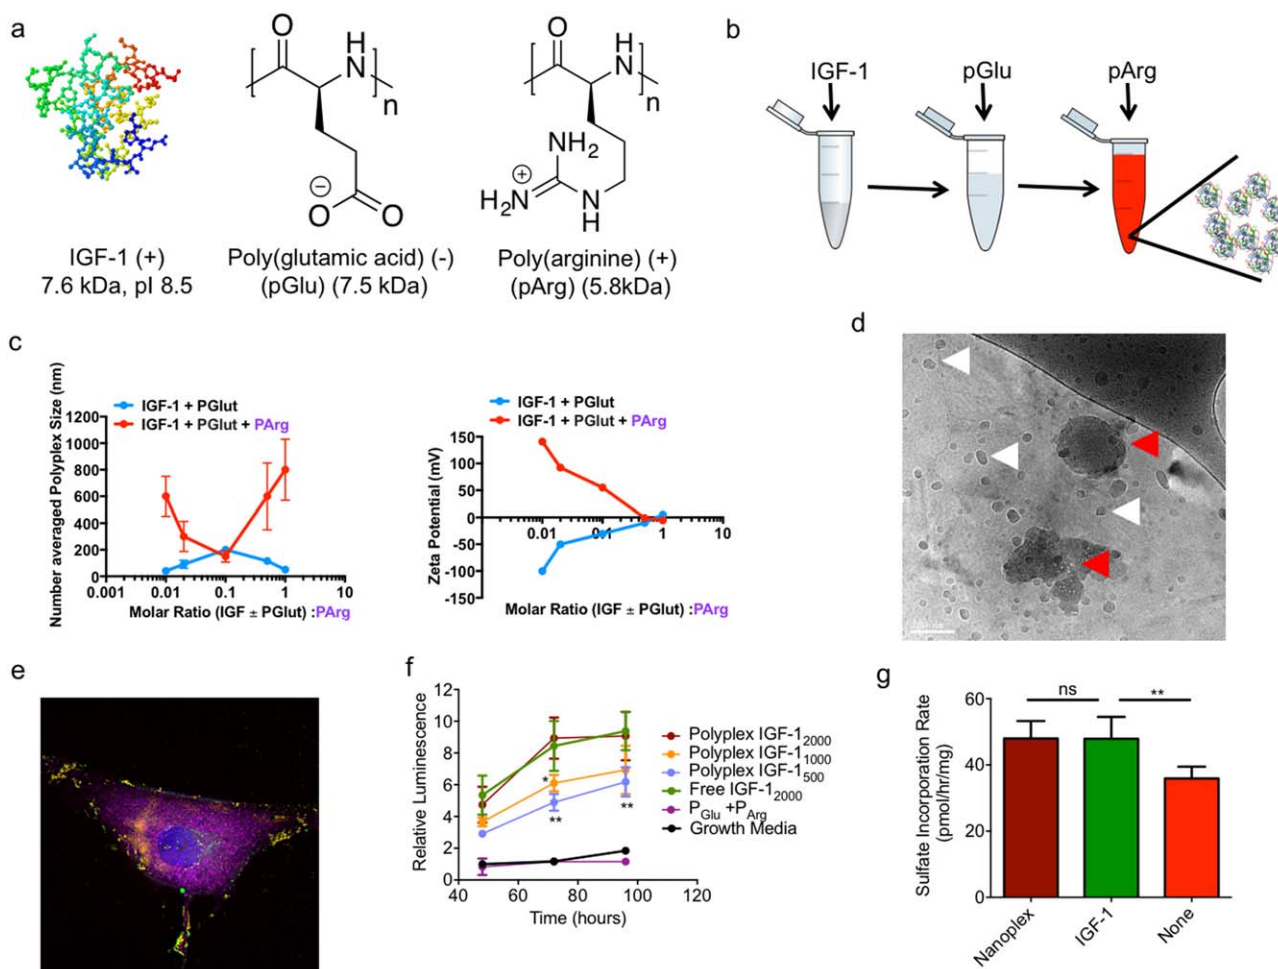 a
O
H
N
n
O
⊖
O
O
O
H
N
n
NH₂
⊕
H₂N
N
H
IGF-1 (+)
7.6 kDa, pI 8.5
Poly(glutamic acid) (-)
(pGlu) (7.5 kDa)
Poly(arginine) (+)
(pArg) (5.8kDa)
b
IGF-1
pGlu
pArg
c
IGF-1 + PGlut
IGF-1 + PGlut + PArg
Number averaged Polyplex Size (nm)
1200
1000
800
600
400
200
0
0.001
0.01
0.1
1
10
Molar Ratio (IGF ± PGlut) :PArg
IGF-1 + PGlut
IGF-1 + PGlut + PArg
Zeta Potential (mV)
150
100
50
0
-50
-100
-150
0.01
0.1
1
10
Molar Ratio (IGF ± PGlut) :PArg
d
e
f
Relative Luminescence
12
10
8
6
4
2
0
40
60
80
100
120
Time (hours)
*
**
**
Polyplex IGF-1₂₀₀₀
Polyplex IGF-1₁₀₀₀
Polyplex IGF-1₅₀₀
Free IGF-1₂₀₀₀
P_Glu +P_Arg
Growth Media
g
Sulfate Incorporation Rate
(pmol/hr/mg)
60
40
20
0
ns
**
Nanoplex
IGF-1
None